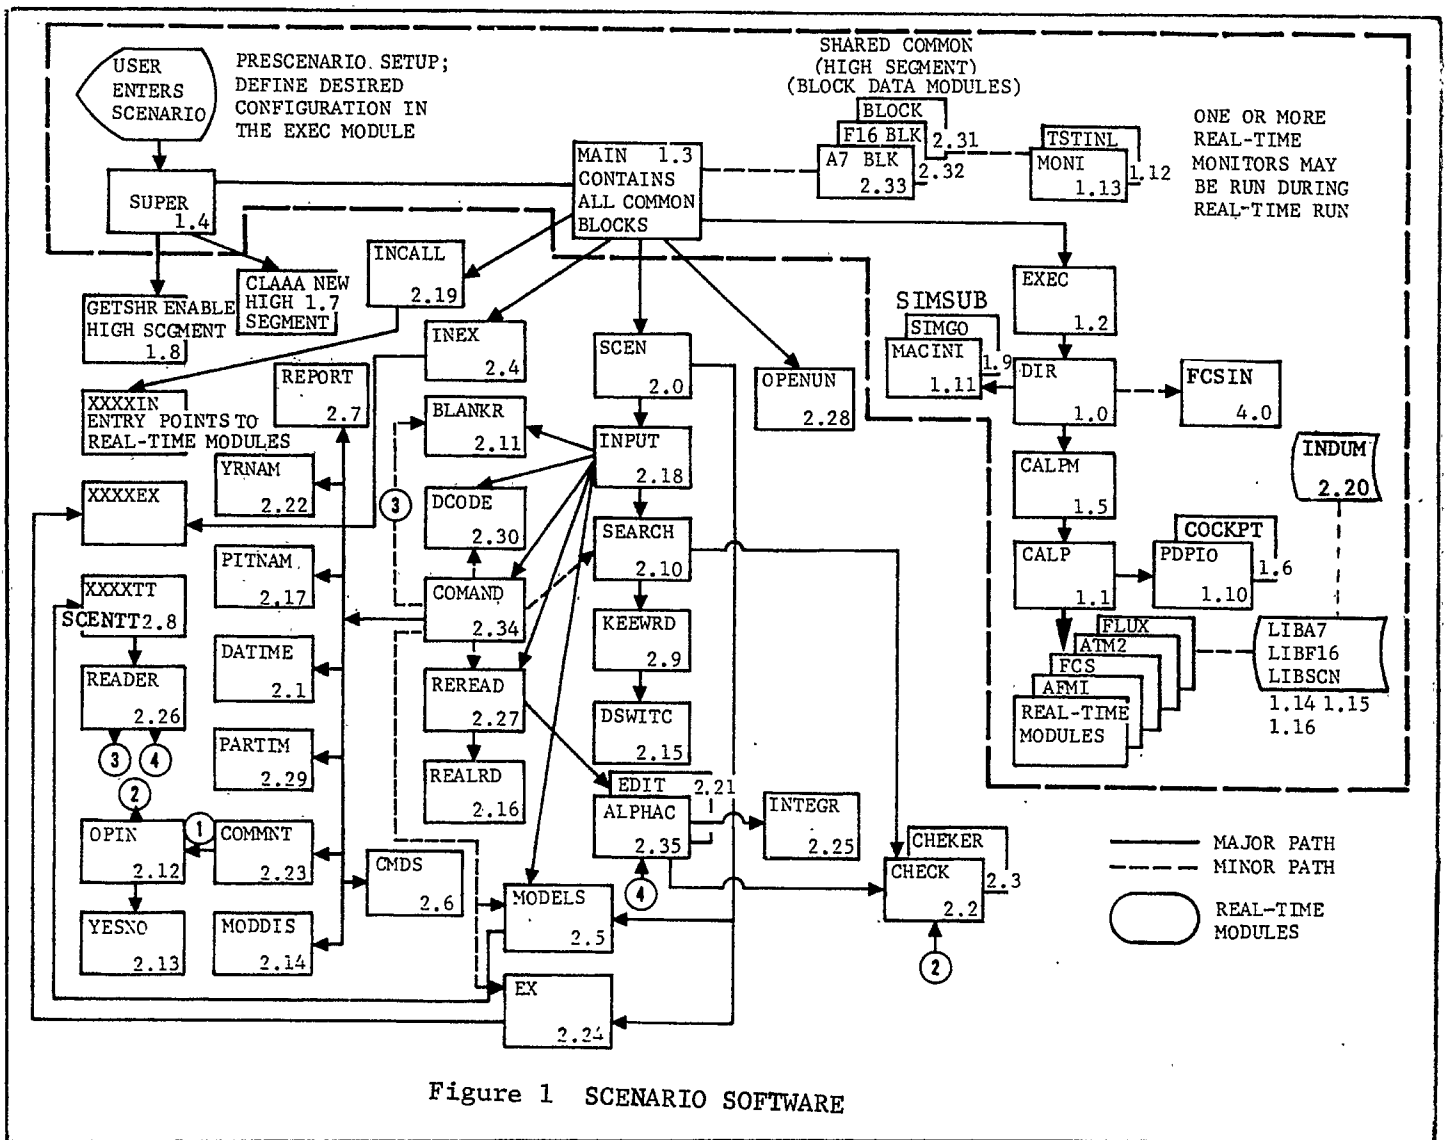 USER
ENTERS
SCENARIO
PRESCENARIO SETUP;
DEFINE DESIRED
CONFIGURATION IN
THE EXEC MODULE
SHARED COMMON
(HIGH SEGMENT)
(BLOCK DATA MODULES)
BLOCK
2.31
F16 BLK
2.32
A7 BLK
2.33
TSTINL
1.12
MONI
1.13
ONE OR MORE
REAL-TIME
MONITORS MAY
BE RUN DURING
REAL-TIME RUN
MAIN 1.3
CONTAINS
ALL COMMON
BLOCKS
SUPER
1.4
GETSHR ENABLE
HIGH SCGMENT
1.8
CLAAA NEW
HIGH 1.7
SEGMENT
INCALL
2.19
INEX
2.4
SCEN
2.0
OPENUN
2.28
EXEC
1.2
SIMSUB
SIMGO
1.9
MACINI
1.11
DIR
1.0
FCSIN
4.0
XXXXIN
ENTRY POINTS TO
REAL-TIME MODULES
REPORT
2.7
BLANKR
2.11
INPUT
2.18
CALPM
1.5
INDUM
2.20
YRNAM
2.22
XXXXEX
3
DCODE
2.30
SEARCH
2.10
CALP
1.1
COCKPT
1.6
PDPIO
1.10
PITNAM
2.17
XXXXTT
SCENTT2.8
COMAND
2.34
KEEWRD
2.9
FLUX
ATM2
FCS
AFMI
REAL-TIME
MODULES
LIBA7
LIBF16
LIBSCN
1.14 1.15
1.16
DATIME
2.1
READER
2.26
REREAD
2.27
DSWITC
2.15
3
4
PARTIM
2.29
REALRD
2.16
EDIT
2.21
ALPHAC
2.35
INTEGR
2.25
2
OPIN
2.12
1
COMMNT
2.23
CMDS
2.6
4
CHEKER
2.3
CHECK
2.2
2
MAJOR PATH
MINOR PATH
REAL-TIME
MODULES
YESNO
2.13
MODDIS
2.14
MODELS
2.5
EX
2.24
Figure 1 SCENARIO SOFTWARE